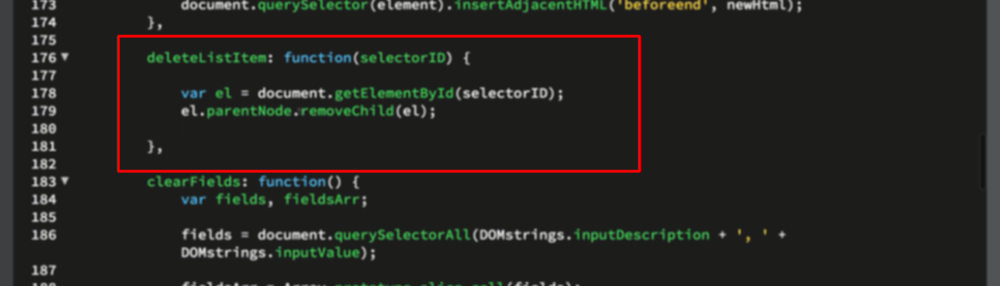 173 document.querySelector(element).insertAdjacentHTML('beforeend', newHtml);
174 },
175
176 deleteListItem: function(selectorID) {
177
178 var el = document.getElementById(selectorID);
179 el.parentNode.removeChild(el);
180
181 },
182
183 clearFields: function() {
184 var fields, fieldsArr;
185
186 fields = document.querySelectorAll(DOMstrings.inputDescription + ', ' +
DOMstrings.inputValue);
187
188 fieldsArr = Array.prototype.slice.call(fields);